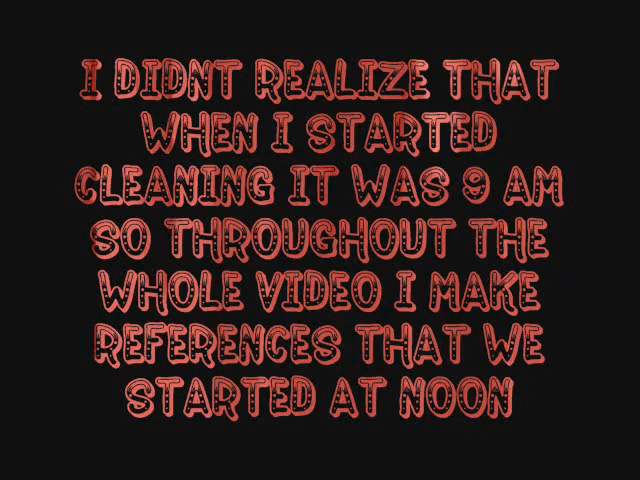 I DIDNT REALIZE THAT
WHEN I STARTED
CLEANING IT WAS 9 AM
SO THROUGHOUT THE
WHOLE VIDEO I MAKE
REFERENCES THAT WE
STARTED AT NOON